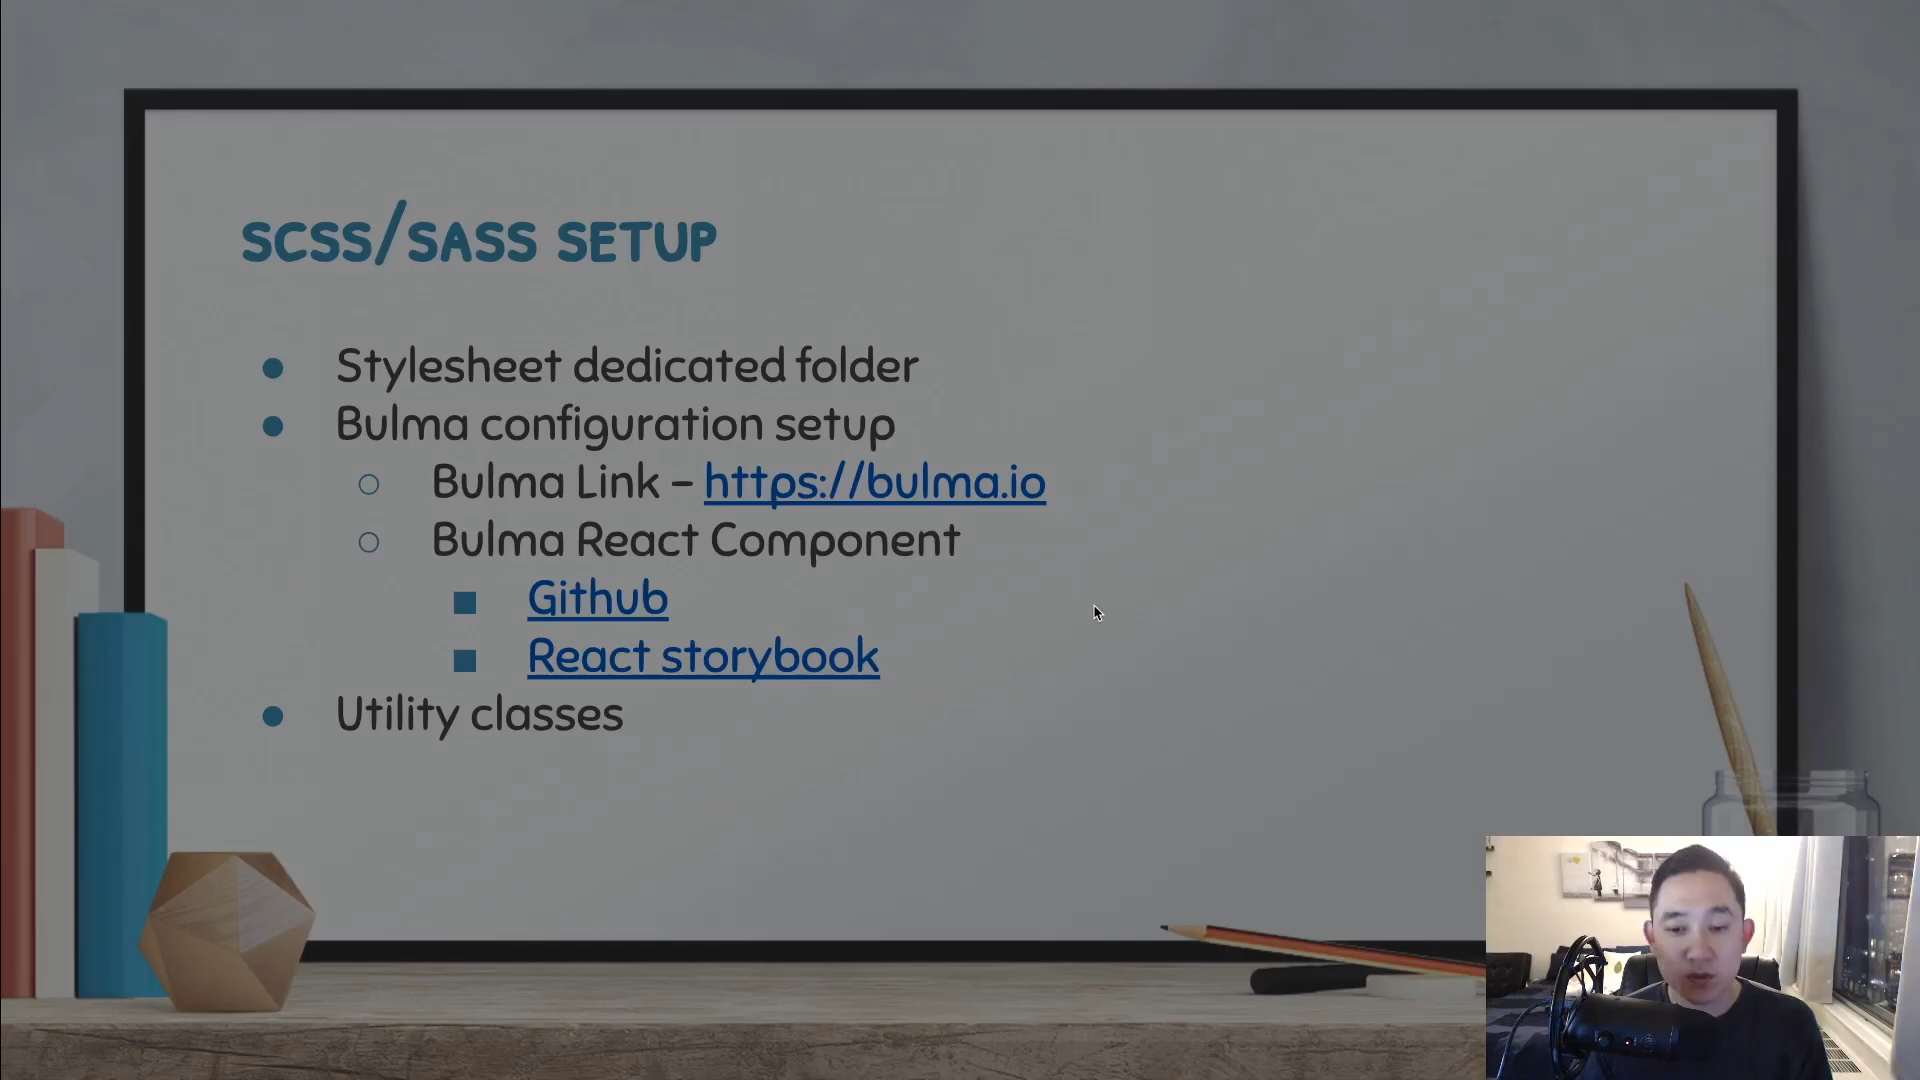 SCSS/SASS SETUP
Stylesheet dedicated folder
Bulma configuration setup
Bulma Link – https://bulma.io
Bulma React Component
Github
React storybook
Utility classes